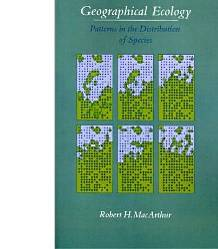 Geographical Ecology
Patterns in the Distribution
of Species
Robert H. MacArthur